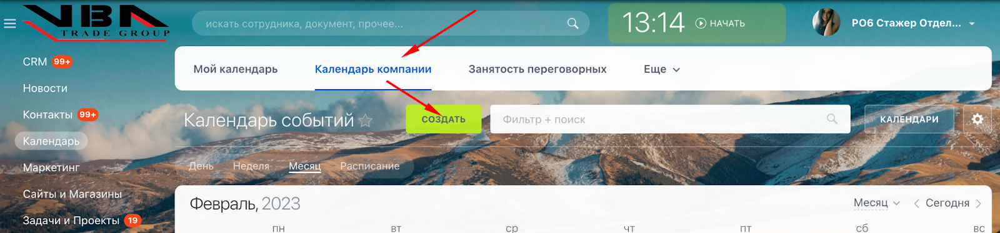 VBA
TRADE GROUP
искать сотрудника, документ, прочее...
13:14 НАЧАТЬ
РО6 Стажер Отдел...
CRM 99+
Новости
Контакты 99+
Календарь
Маркетинг
Сайты и Магазины
Задачи и Проекты 19
Мой календарь Календарь компании Занятость переговорных Еще
Календарь событий СОЗДАТЬ Фильтр + поиск КАЛЕНДАРИ
День Неделя Месяц Расписание
Февраль, 2023 Месяц Сегодня
пн вт ср чт пт сб вс